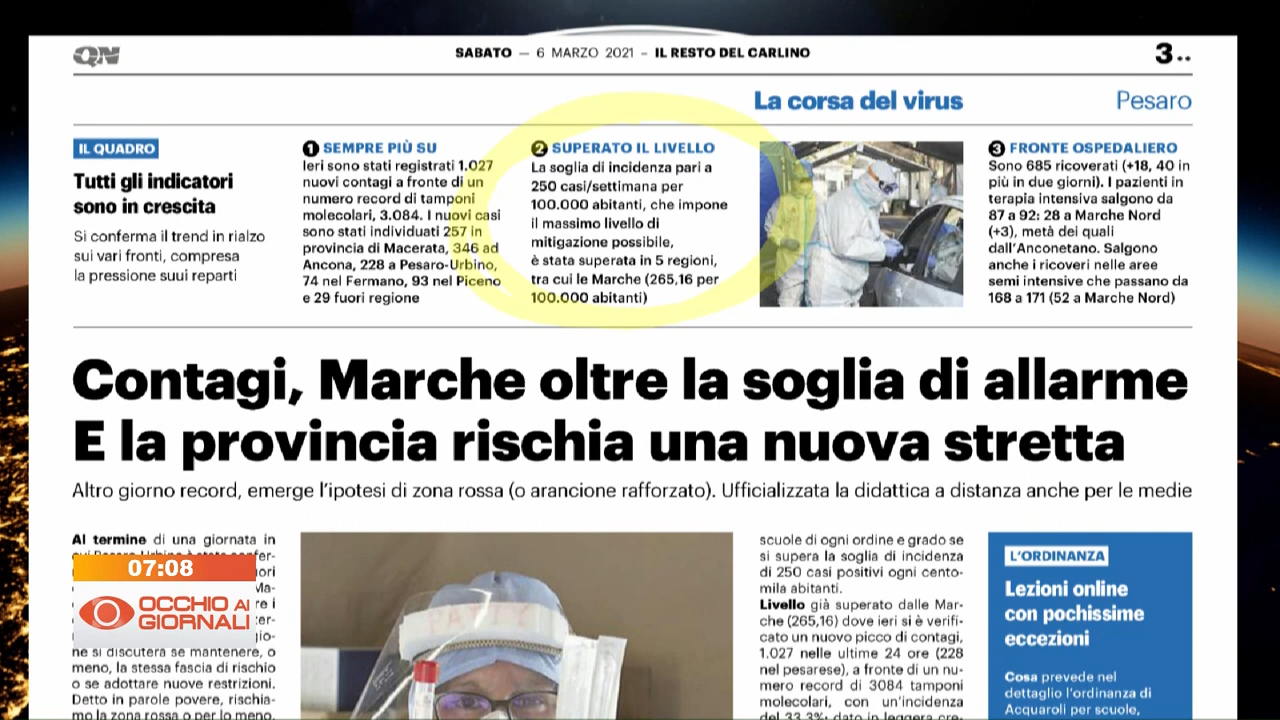 QN
SABATO — 6 MARZO 2021 – IL RESTO DEL CARLINO
3..
La corsa del virus
Pesaro
IL QUADRO
Tutti gli indicatori
sono in crescita
Si conferma il trend in rialzo
sui vari fronti, compresa
la pressione suui reparti
1 SEMPRE PIÙ SU
Ieri sono stati registrati 1.027
nuovi contagi a fronte di un
numero record di tamponi
molecolari, 3.084. I nuovi casi
sono stati individuati 257 in
provincia di Macerata, 346 ad
Ancona, 228 a Pesaro-Urbino,
74 nel Fermano, 93 nel Piceno
e 29 fuori regione
2 SUPERATO IL LIVELLO
La soglia di incidenza pari a
250 casi/settimana per
100.000 abitanti, che impone
il massimo livello di
mitigazione possibile,
è stata superata in 5 regioni,
tra cui le Marche (265,16 per
100.000 abitanti)
3 FRONTE OSPEDALIERO
Sono 685 ricoverati (+18, 40 in
più in due giorni). I pazienti in
terapia intensiva salgono da
87 a 92: 28 a Marche Nord
(+3), metà dei quali
dall'Anconetano. Salgono
anche i ricoveri nelle aree
semi intensive che passano da
168 a 171 (52 a Marche Nord)
Contagi, Marche oltre la soglia di allarme
E la provincia rischia una nuova stretta
Altro giorno record, emerge l'ipotesi di zona rossa (o arancione rafforzato). Ufficializzata la didattica a distanza anche per le medie
Al termine di una giornata in
07:08
OCCHIO AI
GIORNALI
ne si discuterà se mantenere, o
meno, la stessa fascia di rischio
o se adottare nuove restrizioni.
Detto in parole povere, rischia-
mo la zona rossa o per lo meno,
scuole di ogni ordine e grado se
si supera la soglia di incidenza
di 250 casi positivi ogni cento-
mila abitanti.
Livello già superato dalle Mar-
che (265,16) dove ieri si è verifi-
cato un nuovo picco di contagi,
1.027 nelle ultime 24 ore (228
nel pesarese), a fronte di un nu-
mero record di 3084 tamponi
molecolari, con un'incidenza
del 33,3%: dato in leggera cre-
L'ORDINANZA
Lezioni online
con pochissime
eccezioni
Cosa prevede nel
dettaglio l'ordinanza di
Acquaroli per scuole,